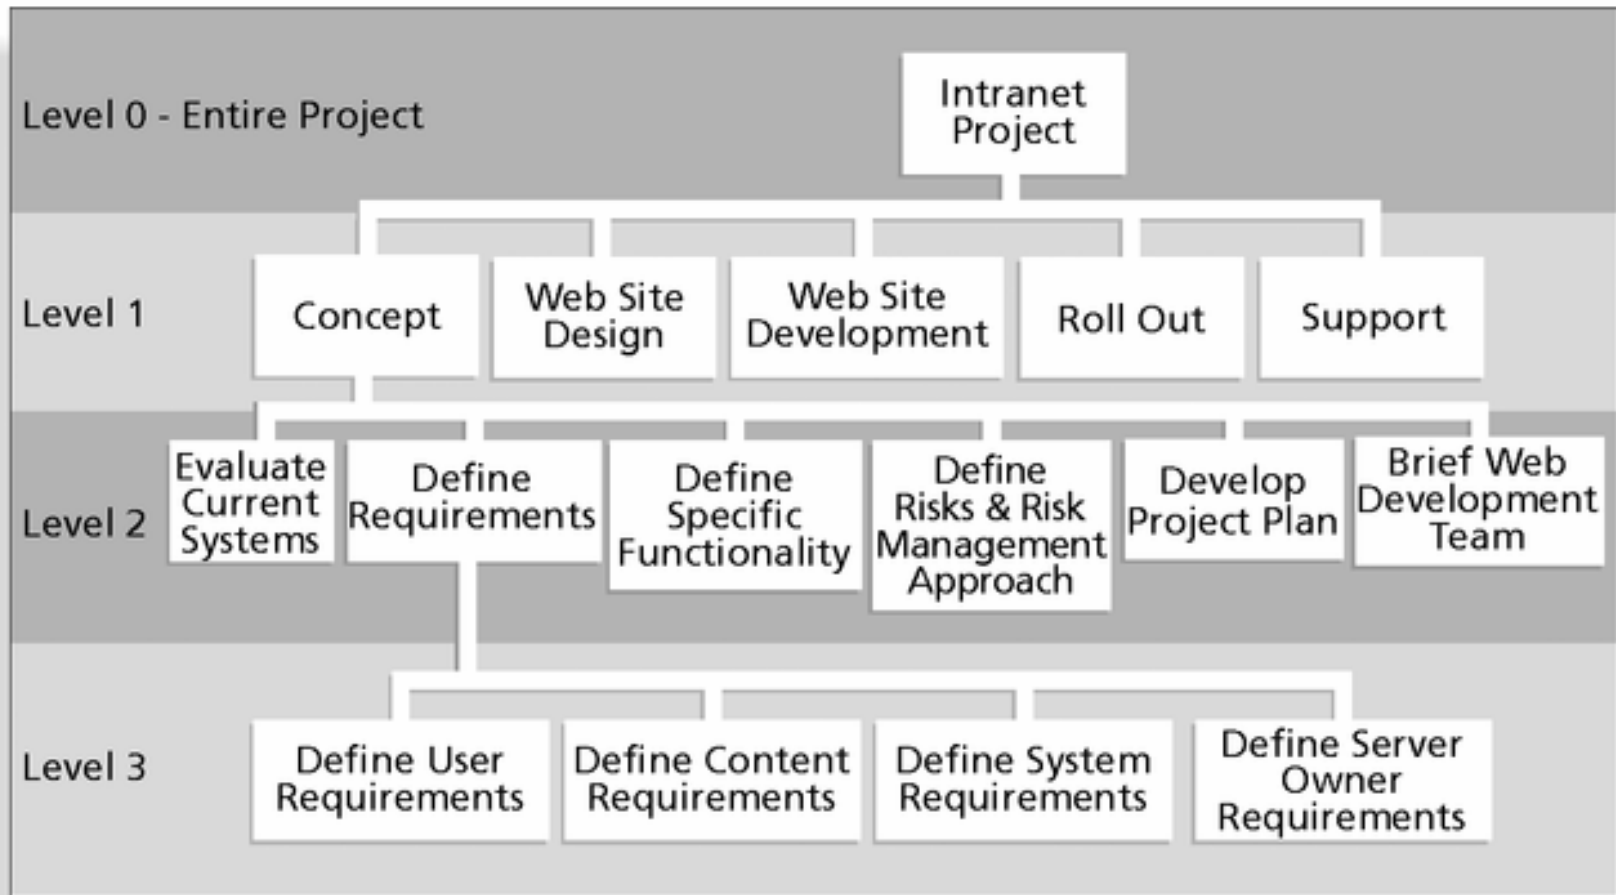 Level 0 - Entire Project
Intranet
Project
Level 1
Concept
Web Site
Design
Web Site
Development
Roll Out
Support
Level 2
Evaluate
Current
Systems
Define
Requirements
Define
Specific
Functionality
Define
Risks & Risk
Management
Approach
Develop
Project Plan
Brief Web
Development
Team
Level 3
Define User
Requirements
Define Content
Requirements
Define System
Requirements
Define Server
Owner
Requirements